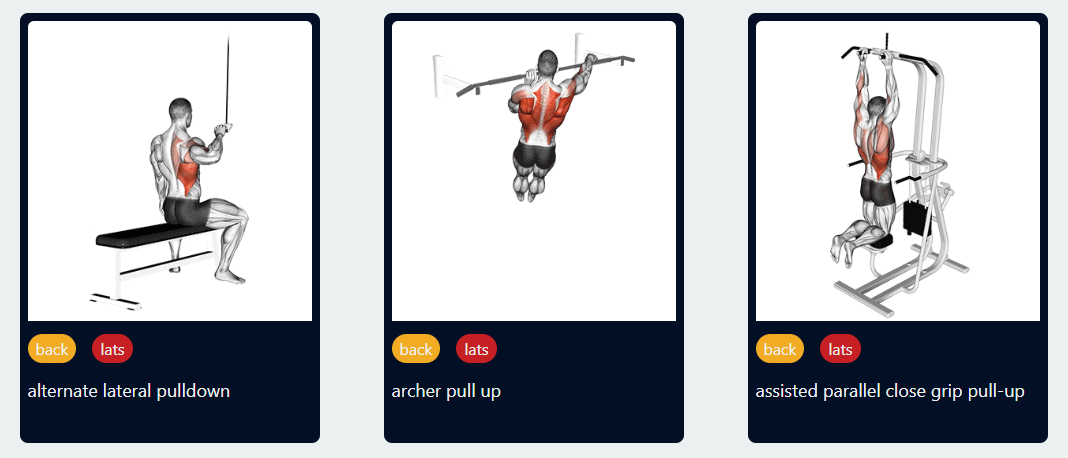 back lats
alternate lateral pulldown
back lats
archer pull up
back lats
assisted parallel close grip pull-up